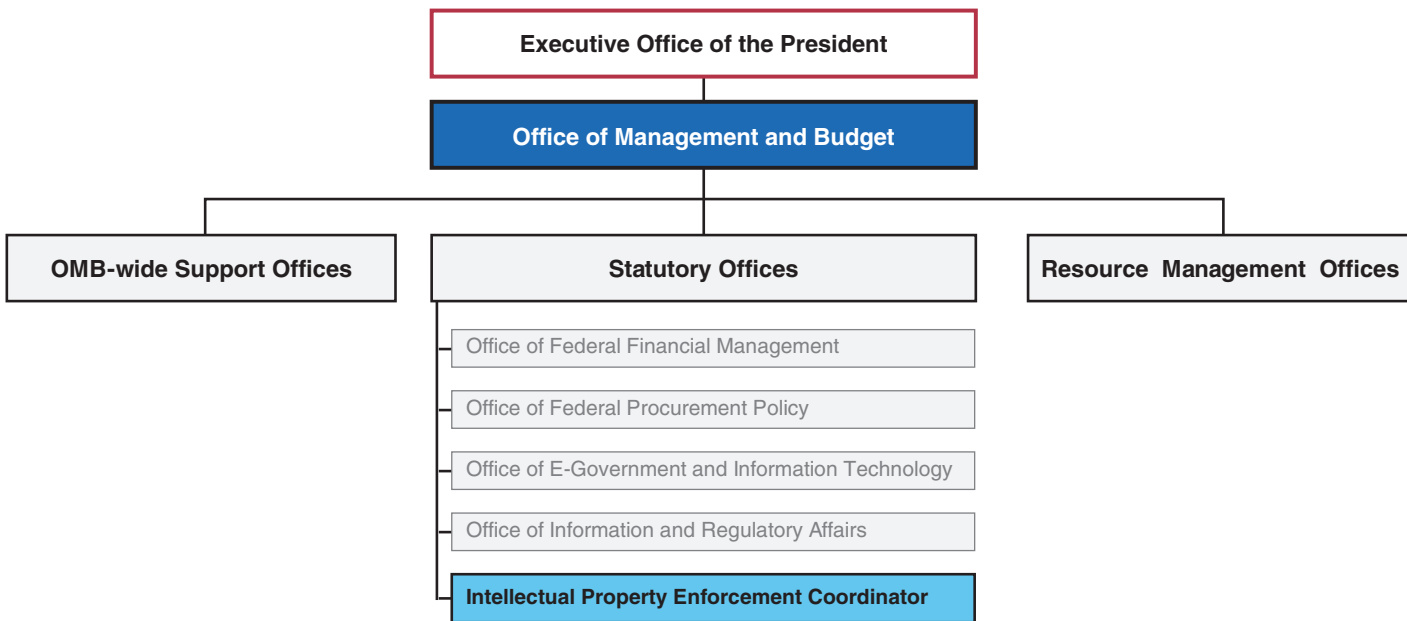 Executive Office of the President
Office of Management and Budget
OMB-wide Support Offices
Statutory Offices
Resource Management Offices
Office of Federal Financial Management
Office of Federal Procurement Policy
Office of E-Government and Information Technology
Office of Information and Regulatory Affairs
Intellectual Property Enforcement Coordinator